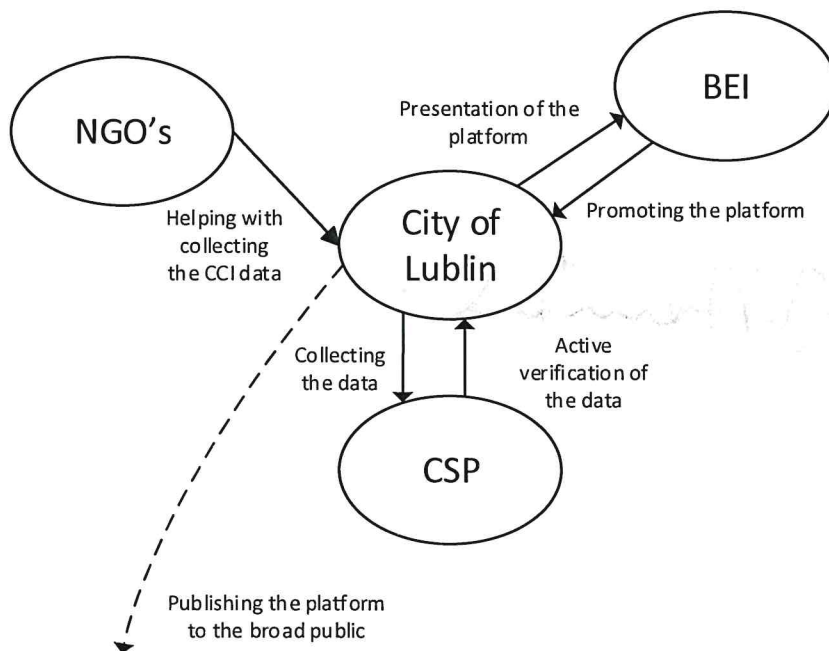 NGO's
BEI
Presentation of the
platform
Promoting the platform
Helping with
collecting
the CCI data
City of
Lublin
Collecting
the data
Active
verification of
the data
CSP
Publishing the platform
to the broad public